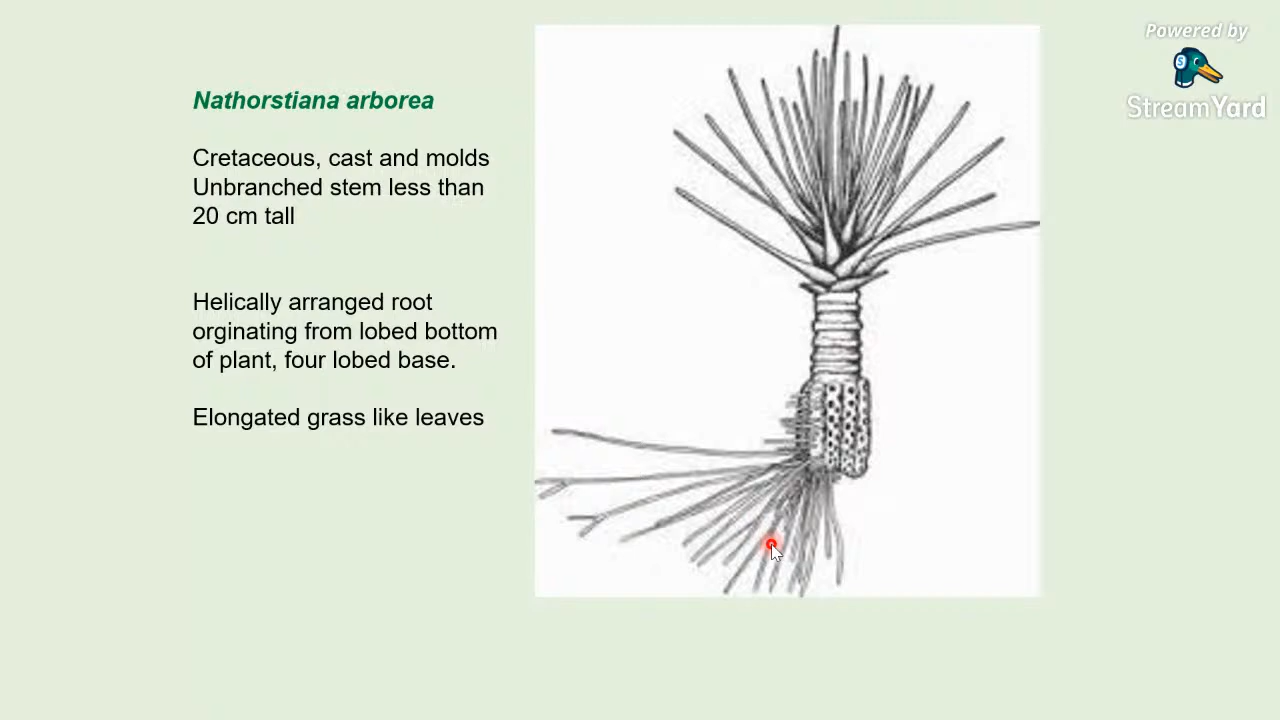 Nathorstiana arborea
Cretaceous, cast and molds
Unbranched stem less than
20 cm tall
Helically arranged root
orginating from lobed bottom
of plant, four lobed base.
Elongated grass like leaves
Powered by
S
StreamYard